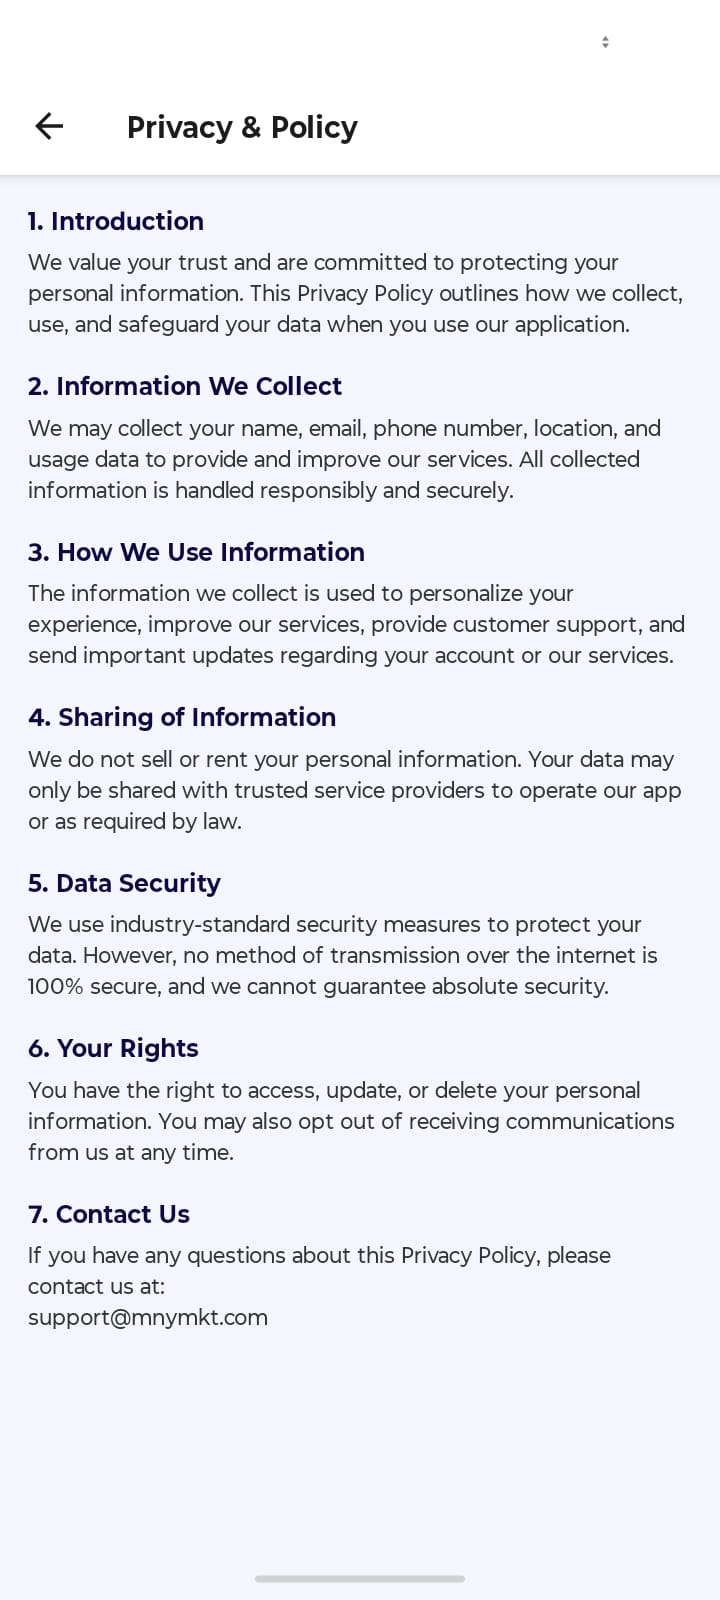 Privacy & Policy
1. Introduction
We value your trust and are committed to protecting your
personal information. This Privacy Policy outlines how we collect,
use, and safeguard your data when you use our application.
2. Information We Collect
We may collect your name, email, phone number, location, and
usage data to provide and improve our services. All collected
information is handled responsibly and securely.
3. How We Use Information
The information we collect is used to personalize your
experience, improve our services, provide customer support, and
send important updates regarding your account or our services.
4. Sharing of Information
We do not sell or rent your personal information. Your data may
only be shared with trusted service providers to operate our app
or as required by law.
5. Data Security
We use industry-standard security measures to protect your
data. However, no method of transmission over the internet is
100% secure, and we cannot guarantee absolute security.
6. Your Rights
You have the right to access, update, or delete your personal
information. You may also opt out of receiving communications
from us at any time.
7. Contact Us
If you have any questions about this Privacy Policy, please
contact us at:
support@mnymkt.com